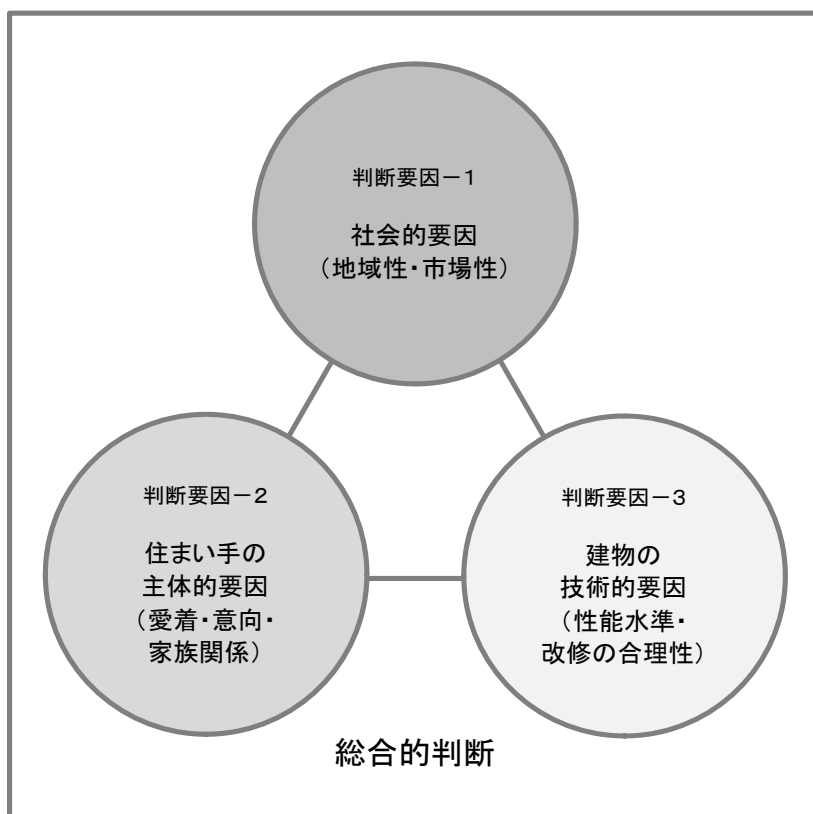 判断要因－１
社会的要因
（地域性・市場性）
判断要因－２
住まい手の
主体的要因
（愛着・意向・
家族関係）
判断要因－３
建物の
技術的要因
（性能水準・
改修の合理性）
総合的判断